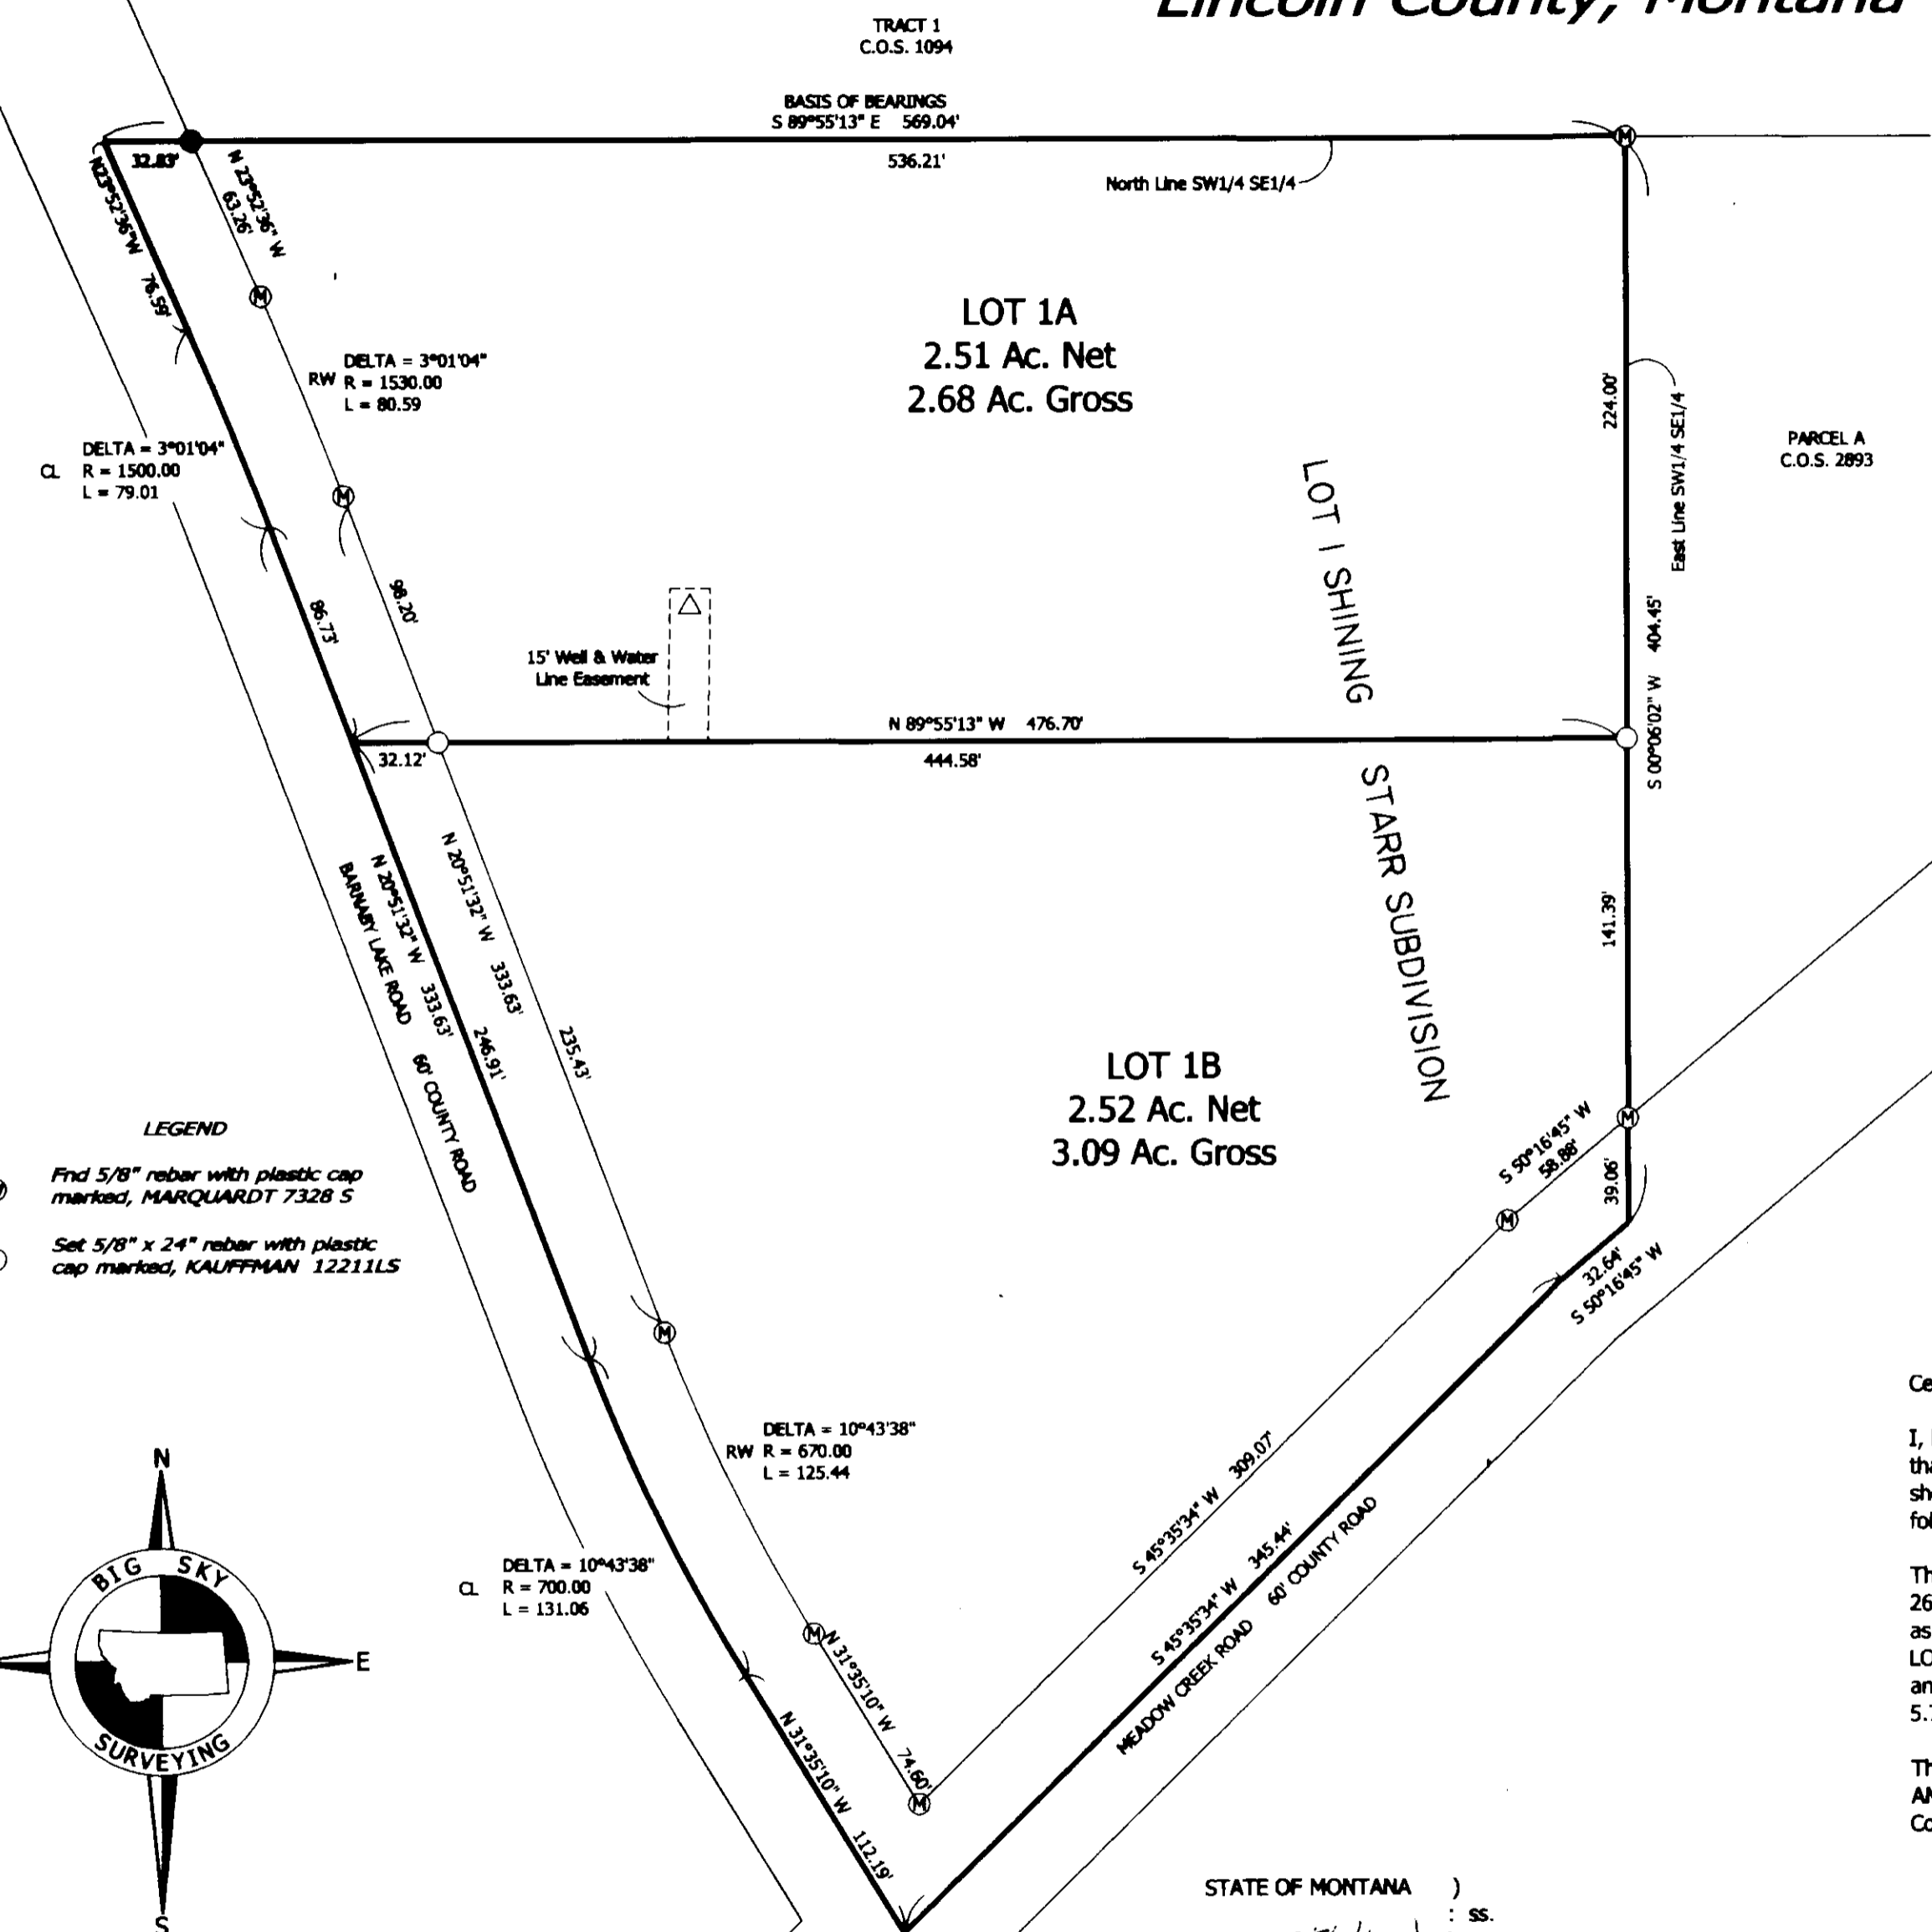 Lincoln County, Montana
TRACT 1
C.O.S. 1094
BASIS OF BEARINGS
S 89°55'13" E 569.04'
32.83'
536.21'
North Line SW1/4 SE1/4
N23°52'36"W 76.59'
N 23°52'36" W
63.26'
LOT 1A
2.51 Ac. Net
2.68 Ac. Gross
RW
DELTA = 3°01'04"
R = 1530.00
L = 80.59
CL
DELTA = 3°01'04"
R = 1500.00
L = 79.01
224.00'
East Line SW1/4 SE1/4
PARCEL A
C.O.S. 2893
LOT 1 SHINING STARR SUBDIVISION
86.73'
98.20'
15' Well & Water
Line Easement
S 00°06'02" W 404.45'
N 89°55'13" W 476.70'
32.12'
444.58'
N 20°51'32" W 333.63'
N 20°51'32" W 333.63'
BARNABY LAKE ROAD 60' COUNTY ROAD
246.91'
235.43'
141.39'
LOT 1B
2.52 Ac. Net
3.09 Ac. Gross
S 50°16'45" W
58.88'
39.06'
32.64'
S 50°16'45" W
LEGEND
Fnd 5/8" rebar with plastic cap
marked, MARQUARDT 7328 S
Set 5/8" x 24" rebar with plastic
cap marked, KAUFFMAN 12211LS
RW
DELTA = 10°43'38"
R = 670.00
L = 125.44
CL
DELTA = 10°43'38"
R = 700.00
L = 131.06
S 45°35'34" W 309.07'
S 45°35'34" W 345.44'
MEADOW CREEK ROAD 60' COUNTY ROAD
N 31°35'10" W 74.60'
N 31°35'10" W 112.19'
N
BIG SKY
E
SURVEYING
S
M
M
M
M
M
M
M
M
I,
26
LO
STATE OF MONTANA )
: ss.